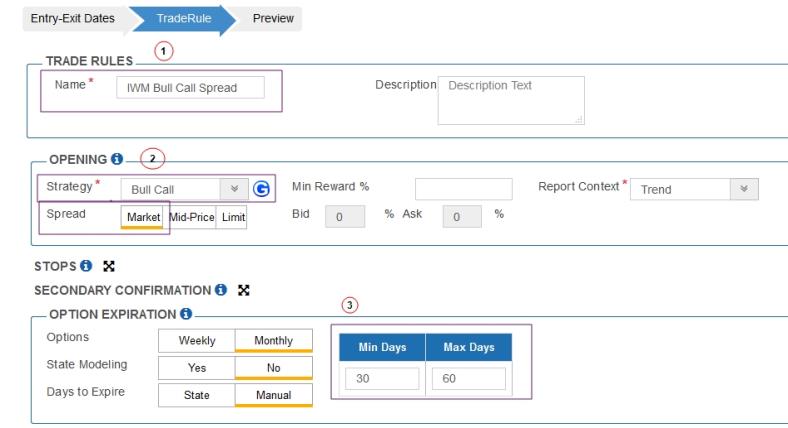 Entry-Exit Dates TradeRule Preview
1
TRADE RULES
Name * IWM Bull Call Spread Description Description Text
OPENING i 2
Strategy * Bull Call G Min Reward % Report Context * Trend
Spread Market Mid-Price Limit Bid 0 % Ask 0 %
STOPS i
SECONDARY CONFIRMATION i
3
OPTION EXPIRATION i
Options Weekly Monthly Min Days Max Days
State Modeling Yes No 30 60
Days to Expire State Manual